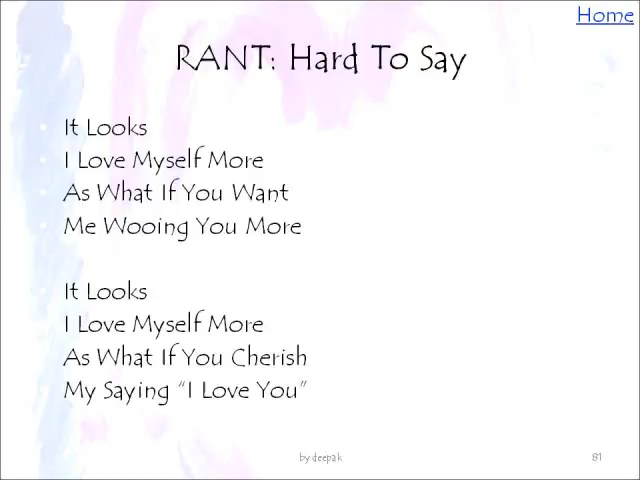 Home
RANT: Hard To Say
It Looks
I Love Myself More
As What If You Want
Me Wooing You More
It Looks
I Love Myself More
As What If You Cherish
My Saying “I Love You”
by deepak
81